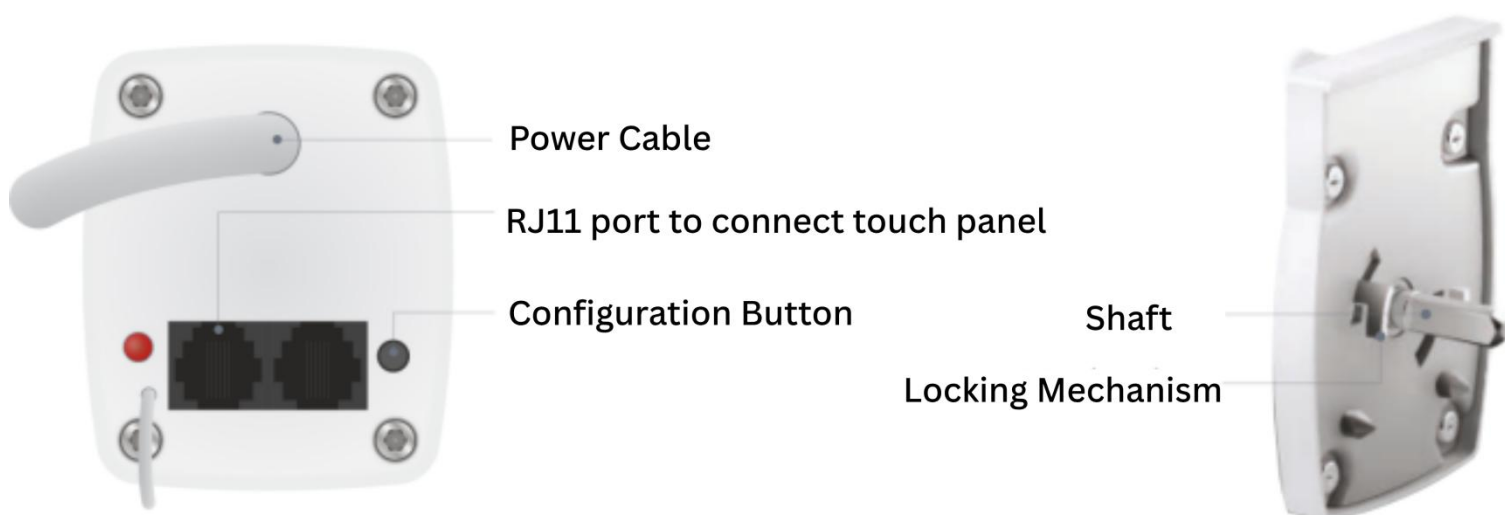 Power Cable
RJ11 port to connect touch panel
Configuration Button
Shaft
Locking Mechanism